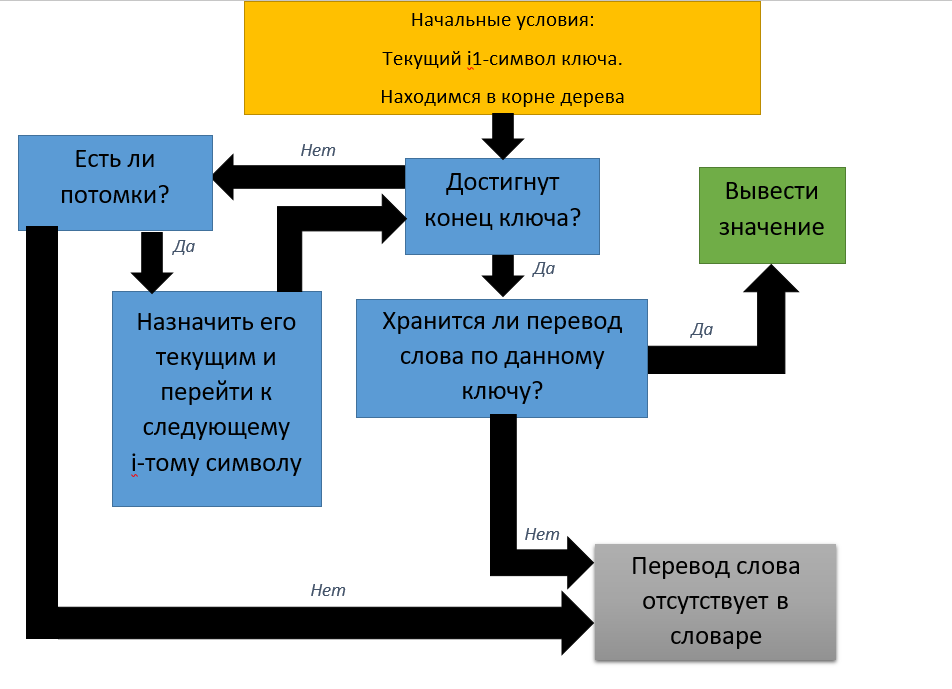 Начальные условия:
Текущий i1-символ ключа.
Находимся в корне дерева
Нет
Есть ли
потомки?
Достигнут
конец ключа?
Вывести
значение
Да
Да
Назначить его
текущим и
перейти к
следующему
i-тому символу
Хранится ли перевод
слова по данному
ключу?
Да
Нет
Нет
Перевод слова
отсутствует в
словаре